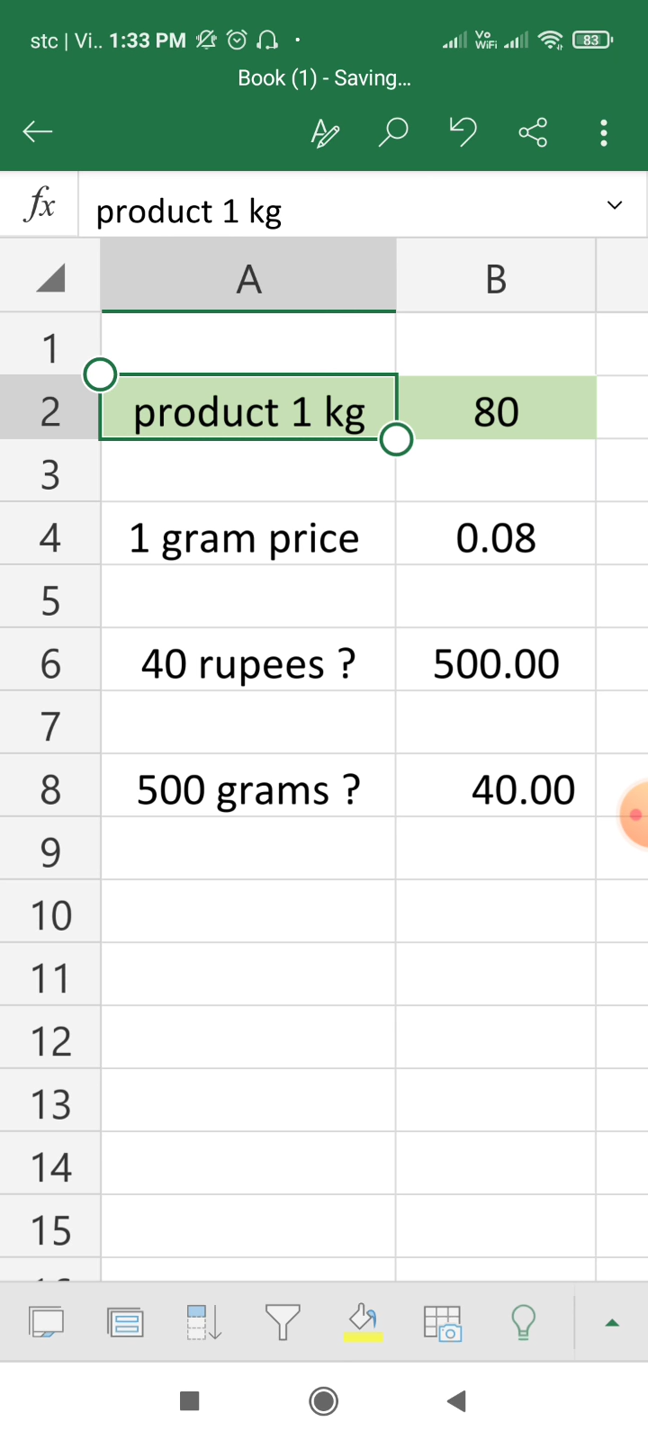 stc | Vi.. 1:33 PM Vo WiFi 83
Book (1) - Saving...
fx product 1 kg
A B
1
2 product 1 kg 80
3
4 1 gram price 0.08
5
6 40 rupees ? 500.00
7
8 500 grams ? 40.00
9
10
11
12
13
14
15